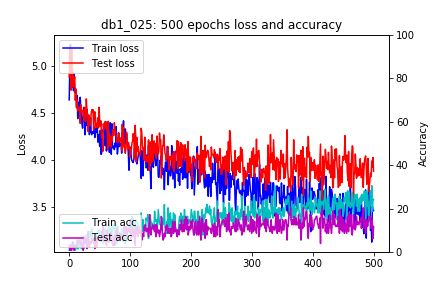 db1_025: 500 epochs loss and accuracy
Train loss
Test loss
Train acc
Test acc
Loss
5.0
4.5
4.0
3.5
Accuracy
100
80
60
40
20
0
0 100 200 300 400 500